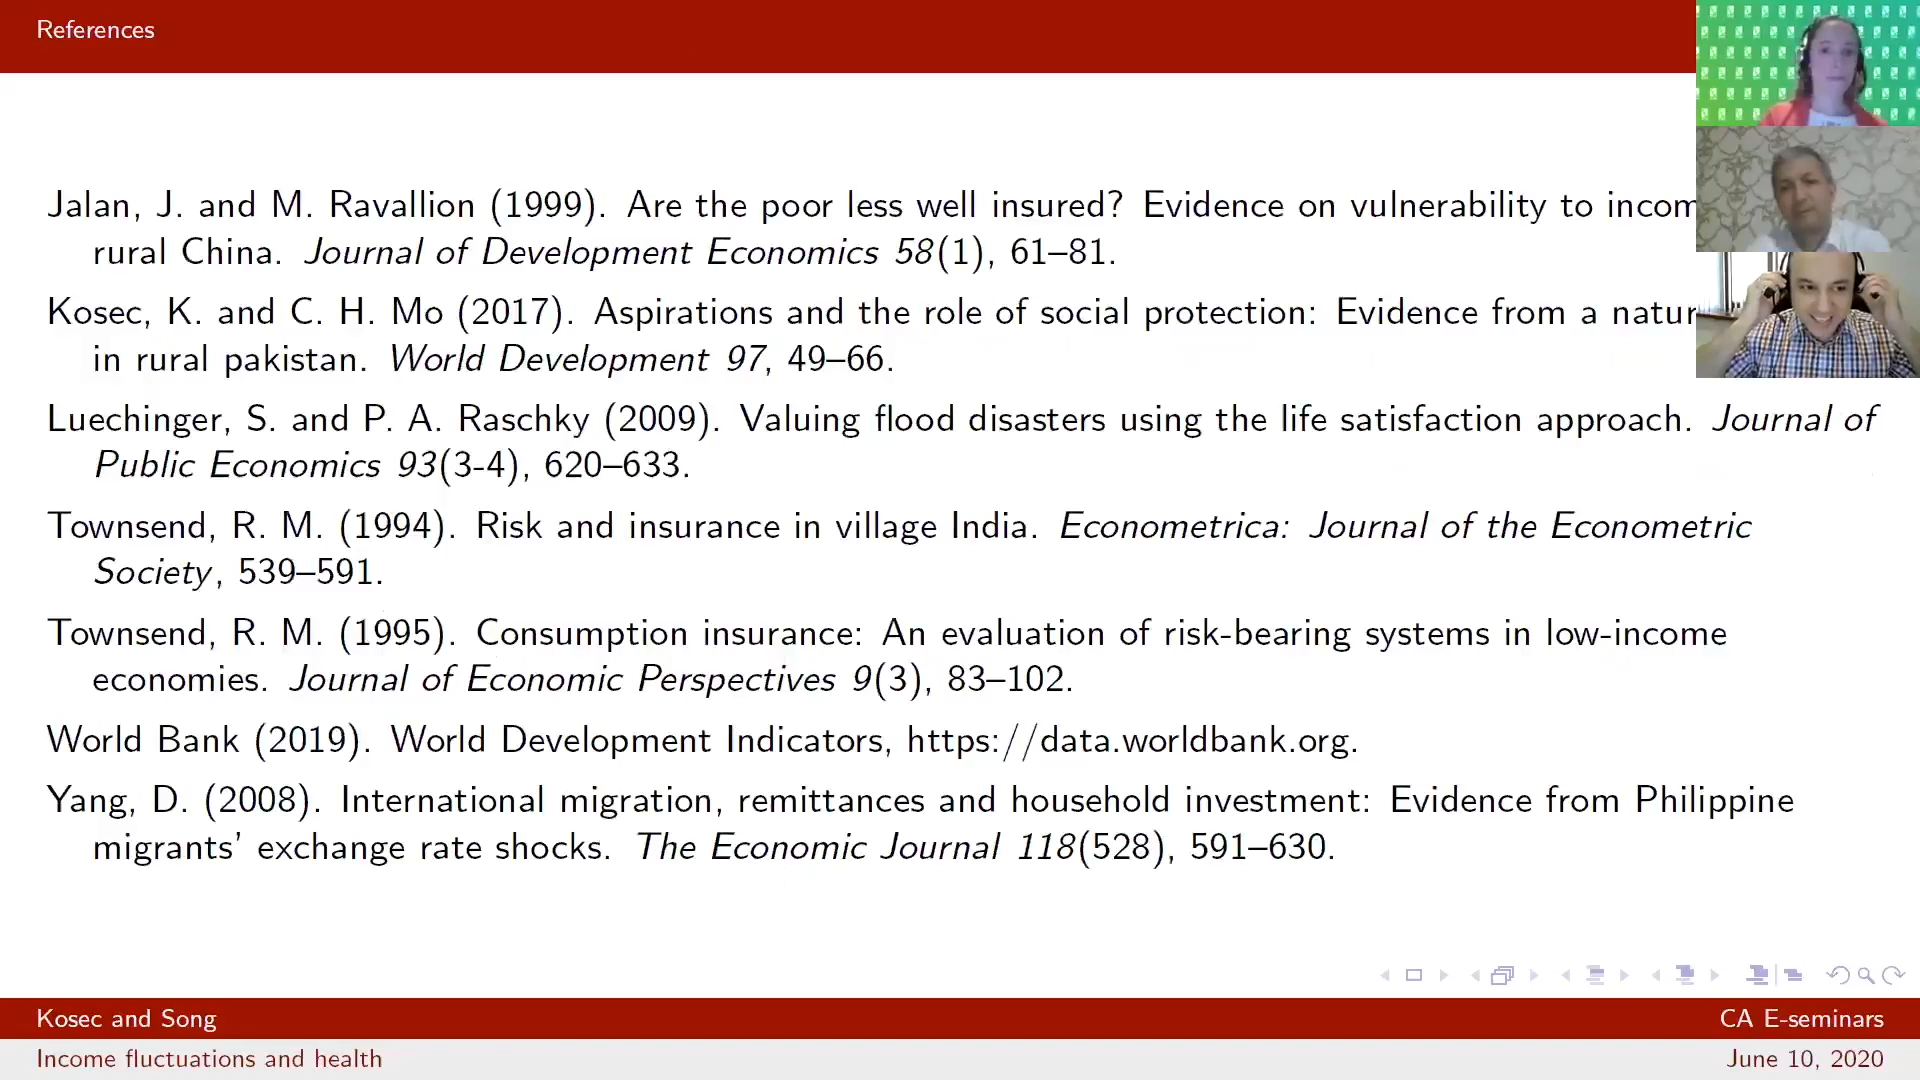 References
Jalan, J. and M. Ravallion (1999). Are the poor less well insured? Evidence on vulnerability to incom
rural China. Journal of Development Economics 58(1), 61–81.
Kosec, K. and C. H. Mo (2017). Aspirations and the role of social protection: Evidence from a natur
in rural pakistan. World Development 97, 49–66.
Luechinger, S. and P. A. Raschky (2009). Valuing flood disasters using the life satisfaction approach. Journal of
Public Economics 93(3-4), 620–633.
Townsend, R. M. (1994). Risk and insurance in village India. Econometrica: Journal of the Econometric
Society, 539–591.
Townsend, R. M. (1995). Consumption insurance: An evaluation of risk-bearing systems in low-income
economies. Journal of Economic Perspectives 9(3), 83–102.
World Bank (2019). World Development Indicators, https://data.worldbank.org.
Yang, D. (2008). International migration, remittances and household investment: Evidence from Philippine
migrants' exchange rate shocks. The Economic Journal 118(528), 591–630.
Kosec and Song
CA E-seminars
Income fluctuations and health
June 10, 2020